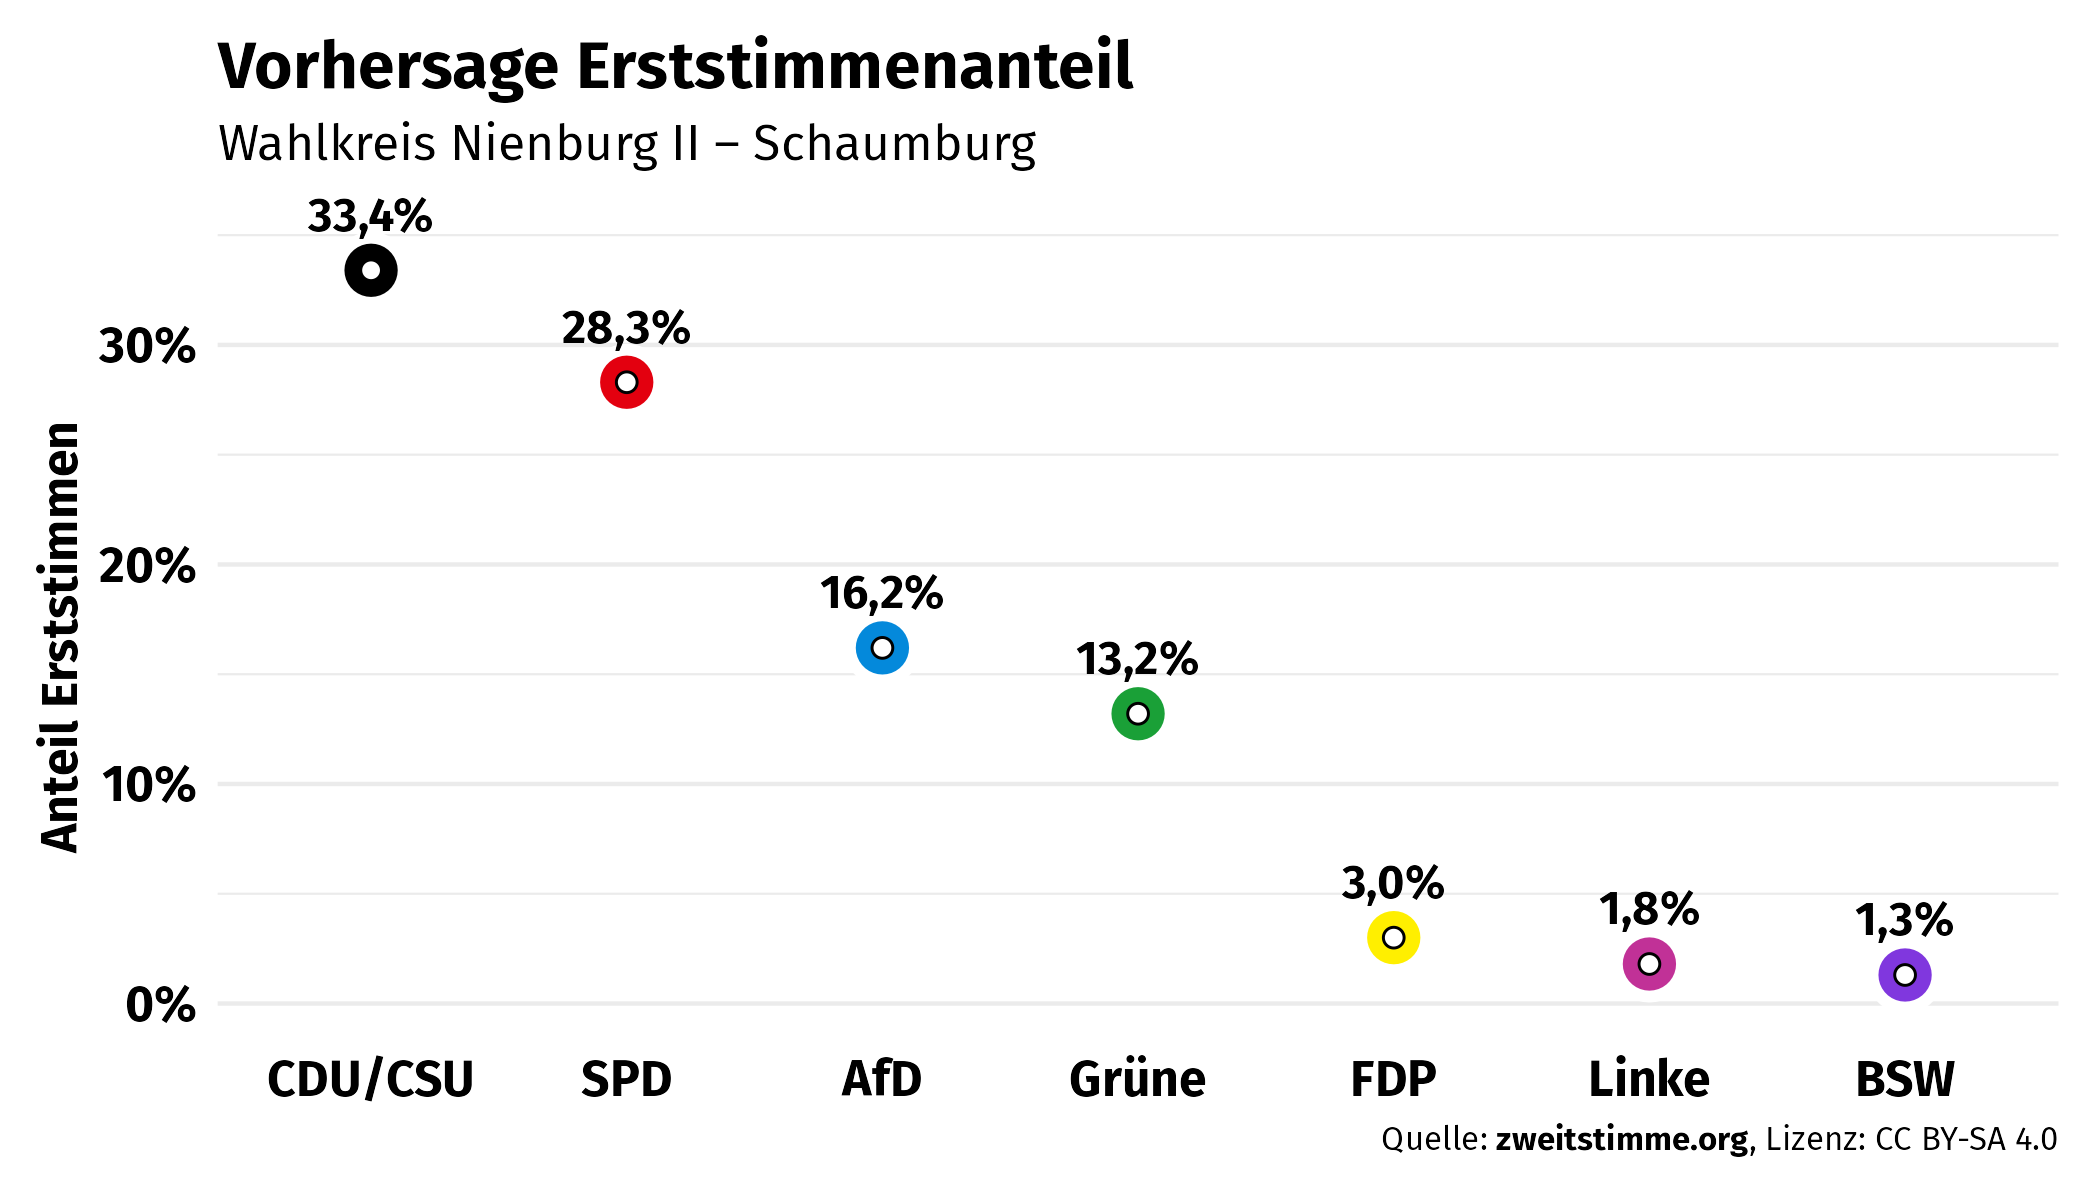 Vorhersage Erststimmenanteil
Wahlkreis Nienburg II – Schaumburg
33,4%
28,3%
30%
Anteil Erststimmen
20%
16,2%
13,2%
10%
3,0%
1,8%
1,3%
0%
CDU/CSU SPD AfD Grüne FDP Linke BSW
Quelle: zweitstimme.org, Lizenz: CC BY-SA 4.0